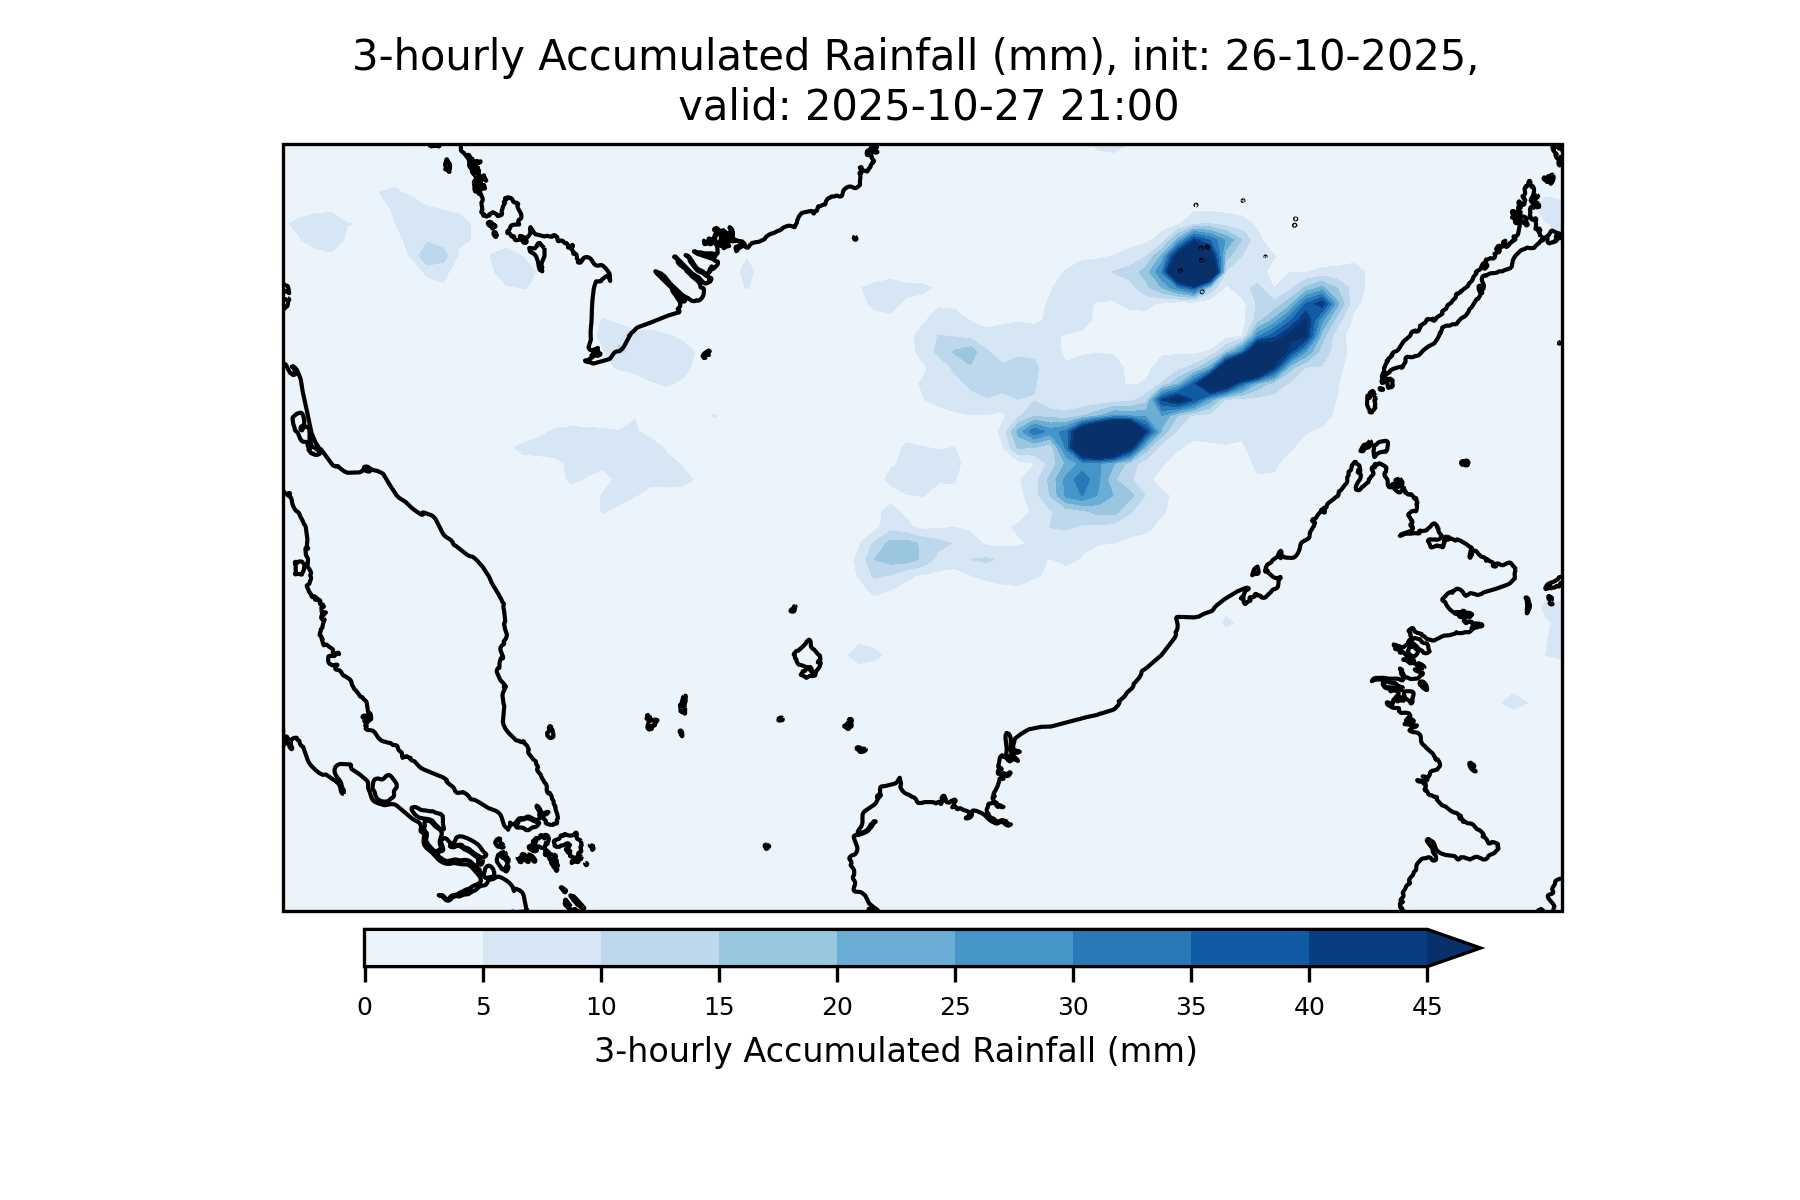 3-hourly Accumulated Rainfall (mm), init: 26-10-2025,
valid: 2025-10-27 21:00
0 5 10 15 20 25 30 35 40 45
3-hourly Accumulated Rainfall (mm)